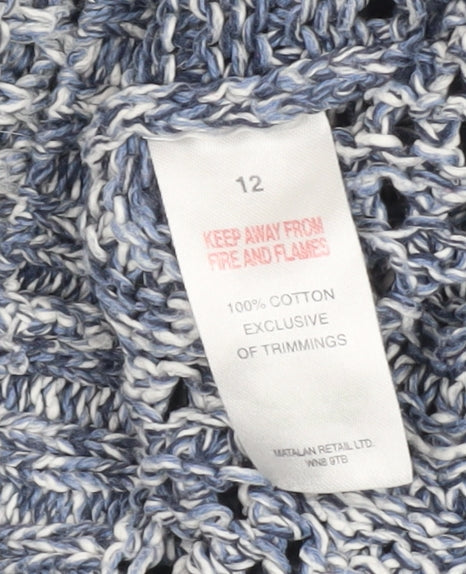 12
KEEP AWAY FROM
FIRE AND FLAMES
100% COTTON
EXCLUSIVE
OF TRIMMINGS
MATALAN RETAIL LTD.
WN8 9TB